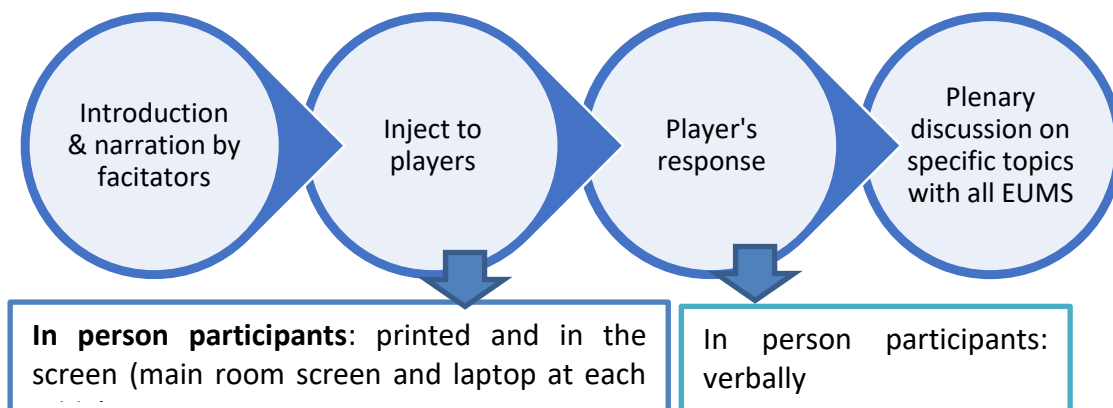 Introduction
& narration by
facitators
Inject to
players
Player's
response
Plenary
discussion on
specific topics
with all EUMS
In person participants: printed and in the
screen (main room screen and laptop at each
In person participants:
verbally